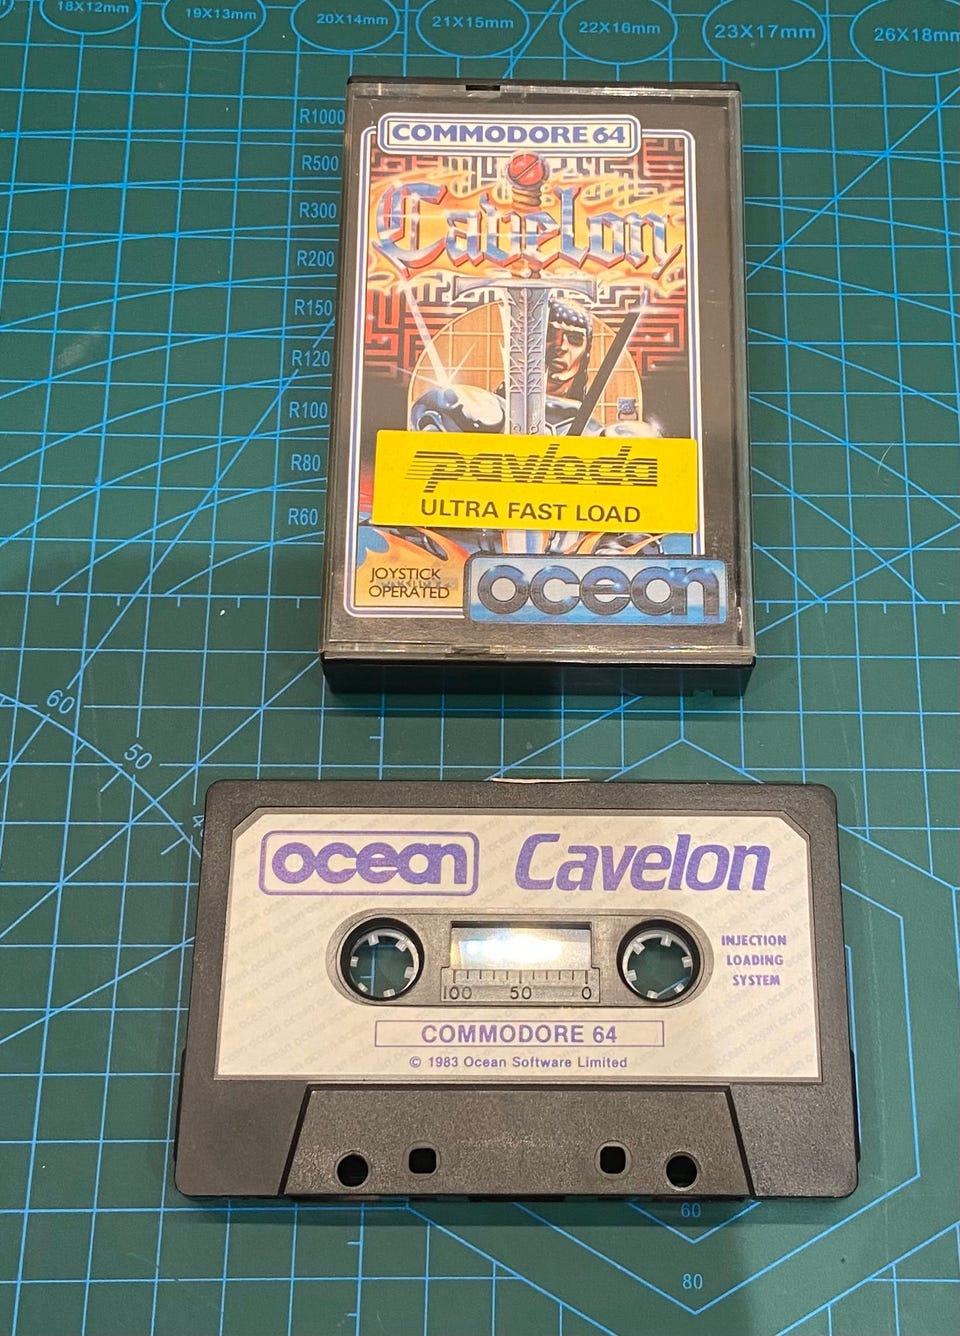 18X12mm
19X13mm
20X14mm
21X15mm
22X16mm
23X17mm
26X18mm
R1000
R500
R300
R200
R150
R120
R100
R80
R60
COMMODORE 64
Cavelon
pavloda
ULTRA FAST LOAD
JOYSTICK
OPERATED
ocean
60
50
ocean
Cavelon
INJECTION
LOADING
SYSTEM
100 50 0
COMMODORE 64
© 1983 Ocean Software Limited
60
80